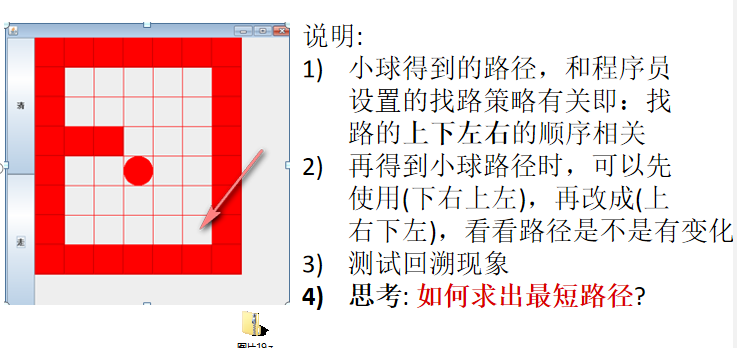 说明:
1) 小球得到的路径，和程序员
设置的找路策略有关即：找
路的上下左右的顺序相关
2) 再得到小球路径时，可以先
使用(下右上左)，再改成(上
右下左)，看看路径是不是有变化
3) 测试回溯现象
4) 思考: 如何求出最短路径?
清
走